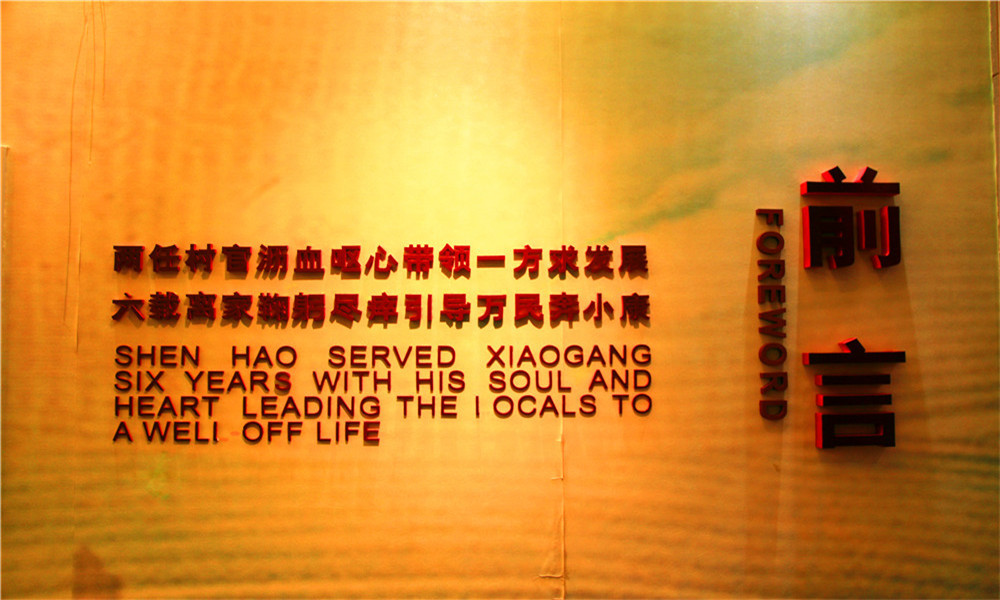 前言
FOREWORD
两任村官沥血呕心带领一方求发展
六载离家鞠躬尽瘁引导万民奔小康
SHEN HAO SERVED XIAOGANG
SIX YEARS WITH HIS SOUL AND
HEART LEADING THE LOCALS TO
A WELL OFF LIFE